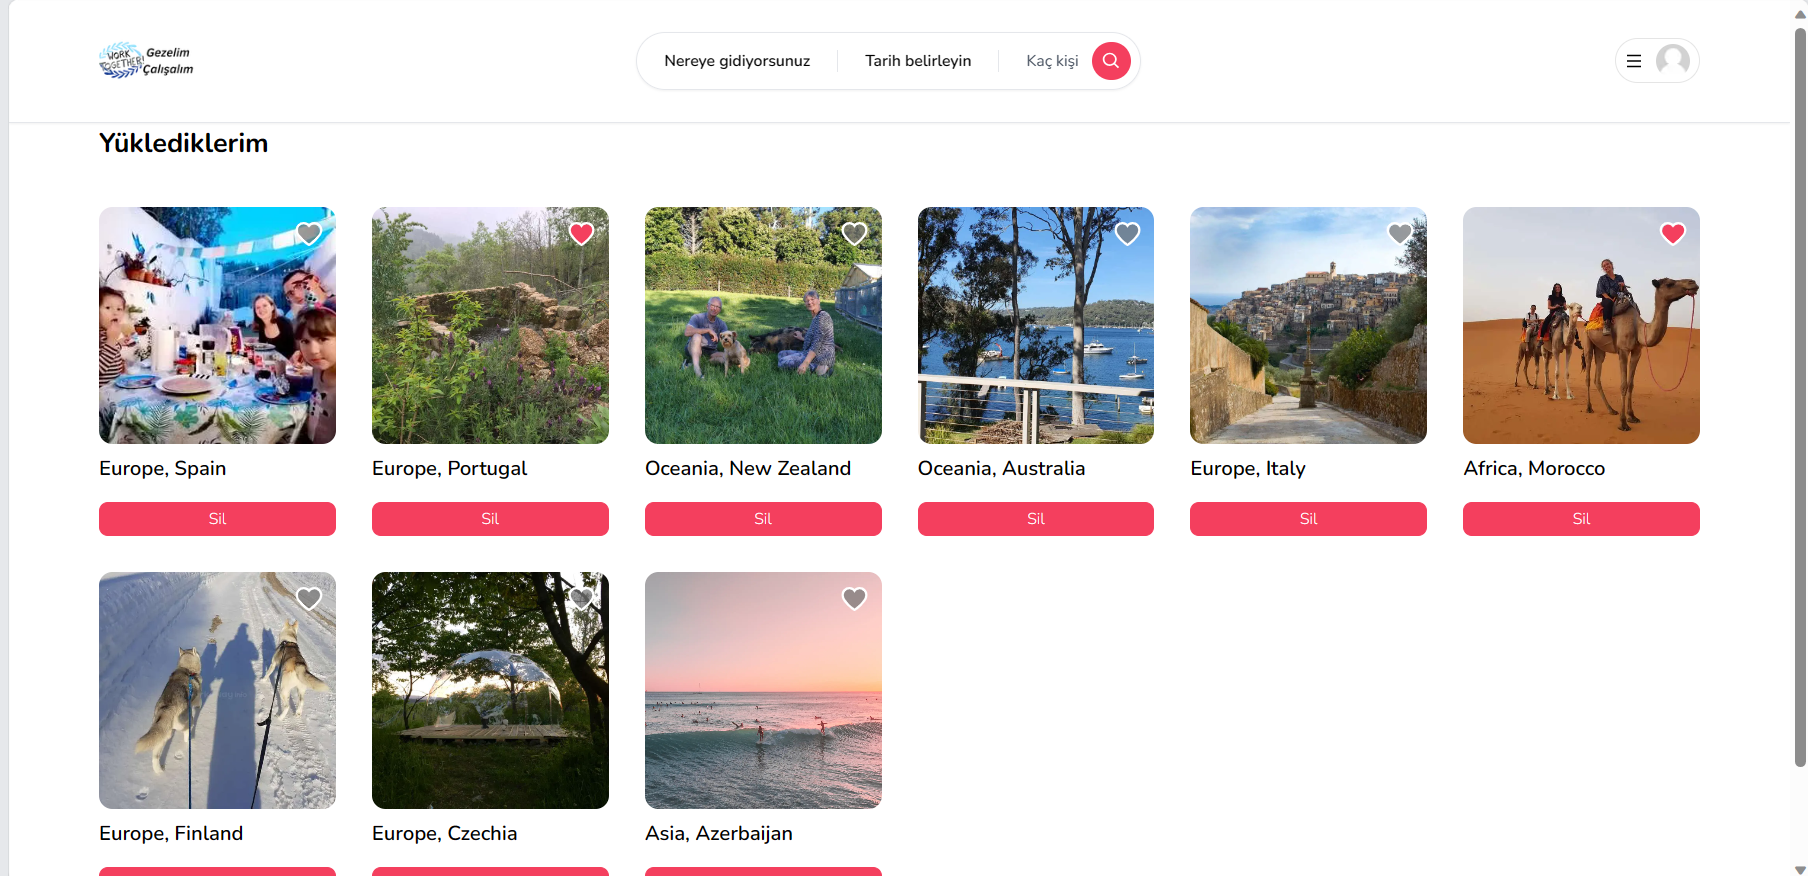 WORK
TOGETHER!
Gezelim
Çalışalım
Nereye gidiyorsunuz
Tarih belirleyin
Kaç kişi
Yüklediklerim
Europe, Spain
Europe, Portugal
Oceania, New Zealand
Oceania, Australia
Europe, Italy
Africa, Morocco
Sil
Sil
Sil
Sil
Sil
Sil
Europe, Finland
Europe, Czechia
Asia, Azerbaijan